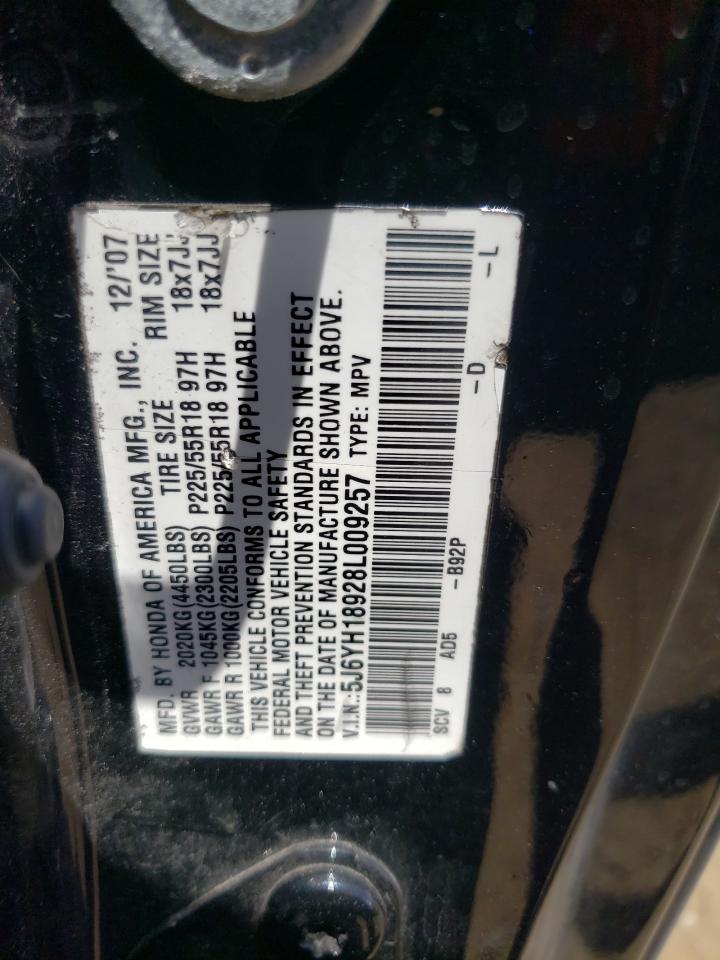 MFD. BY HONDA OF AMERICA MFG., INC. 12/'07
GVWR 2020KG(4450LBS) TIRE SIZE RIM SIZE
GAWR F 1045KG(2300LBS) P225/55R18 97H 18x7JJ
GAWR R 1000KG(2205LBS) P225/55R18 97H 18x7JJ
THIS VEHICLE CONFORMS TO ALL APPLICABLE
FEDERAL MOTOR VEHICLE SAFETY
AND THEFT PREVENTION STANDARDS IN EFFECT
ON THE DATE OF MANUFACTURE SHOWN ABOVE.
V.I.N.:5J6YH18928L009257 TYPE: MPV
SCV 8 AD5 -B92P -D -L